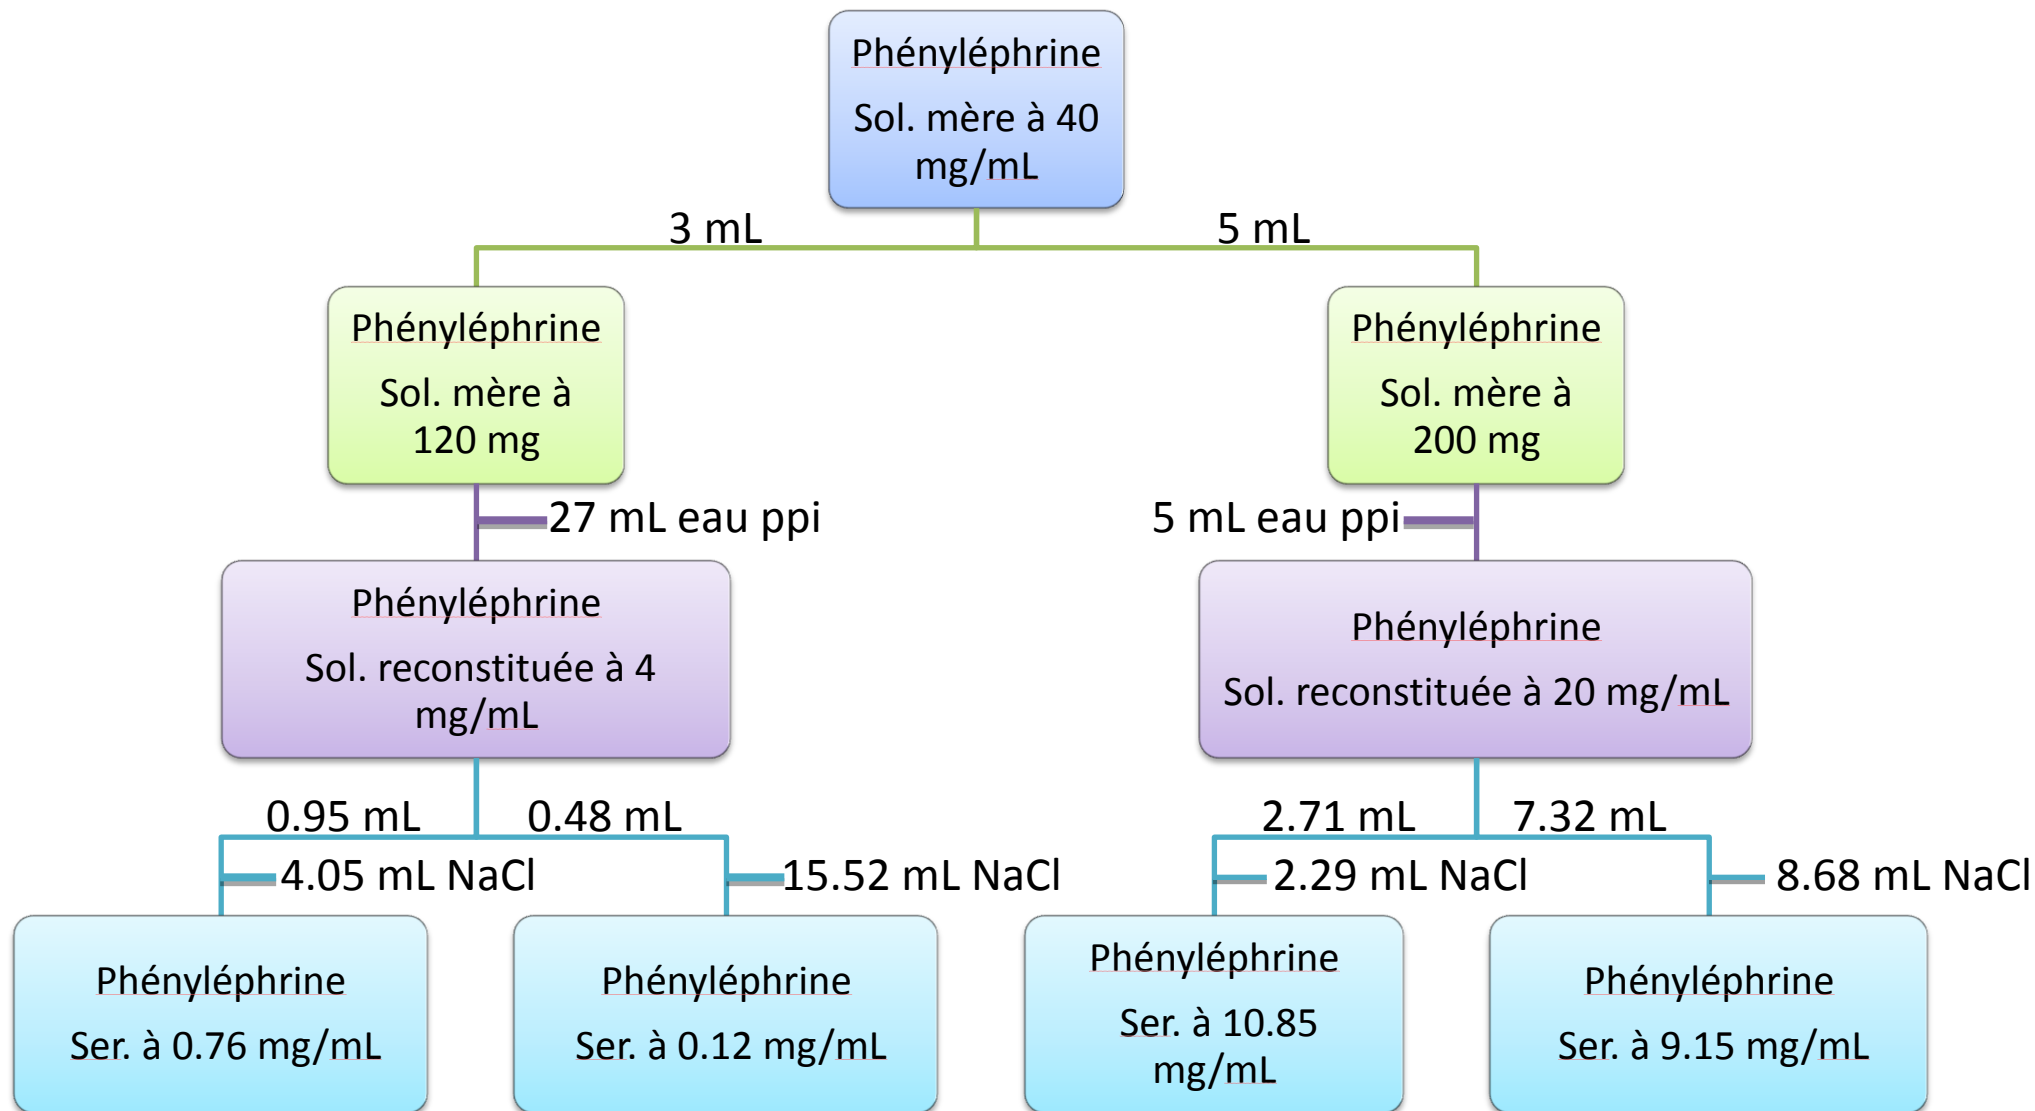 Phényléphrine
Sol. mère à 40
mg/mL
3 mL
5 mL
Phényléphrine
Sol. mère à
120 mg
Phényléphrine
Sol. mère à
200 mg
27 mL eau ppi
5 mL eau ppi
Phényléphrine
Sol. reconstituée à 4
mg/mL
Phényléphrine
Sol. reconstituée à 20 mg/mL
0.95 mL
0.48 mL
2.71 mL
7.32 mL
4.05 mL NaCl
15.52 mL NaCl
2.29 mL NaCl
8.68 mL NaCl
Phényléphrine
Ser. à 0.76 mg/mL
Phényléphrine
Ser. à 0.12 mg/mL
Phényléphrine
Ser. à 10.85
mg/mL
Phényléphrine
Ser. à 9.15 mg/mL